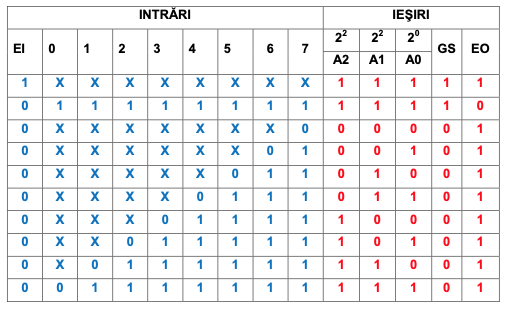 INTRĂRI IEŞIRI
EI 0 1 2 3 4 5 6 7 2² 2² 2⁰ GS EO
A2 A1 A0
1 X X X X X X X X 1 1 1 1 1
0 1 1 1 1 1 1 1 1 1 1 1 1 0
0 X X X X X X X 0 0 0 0 0 1
0 X X X X X X 0 1 0 0 1 0 1
0 X X X X X 0 1 1 0 1 0 0 1
0 X X X X 0 1 1 1 0 1 1 0 1
0 X X X 0 1 1 1 1 1 0 0 0 1
0 X X 0 1 1 1 1 1 1 0 1 0 1
0 X 0 1 1 1 1 1 1 1 1 0 0 1
0 0 1 1 1 1 1 1 1 1 1 1 0 1